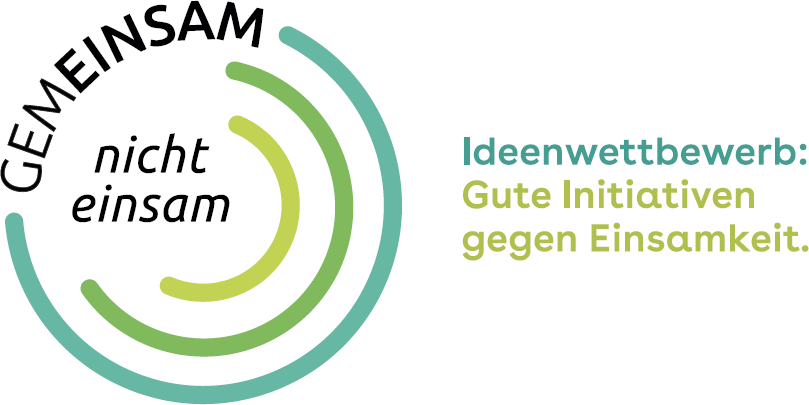 GEMEINSAM
nicht
einsam
Ideenwettbewerb:
Gute Initiativen
gegen Einsamkeit.